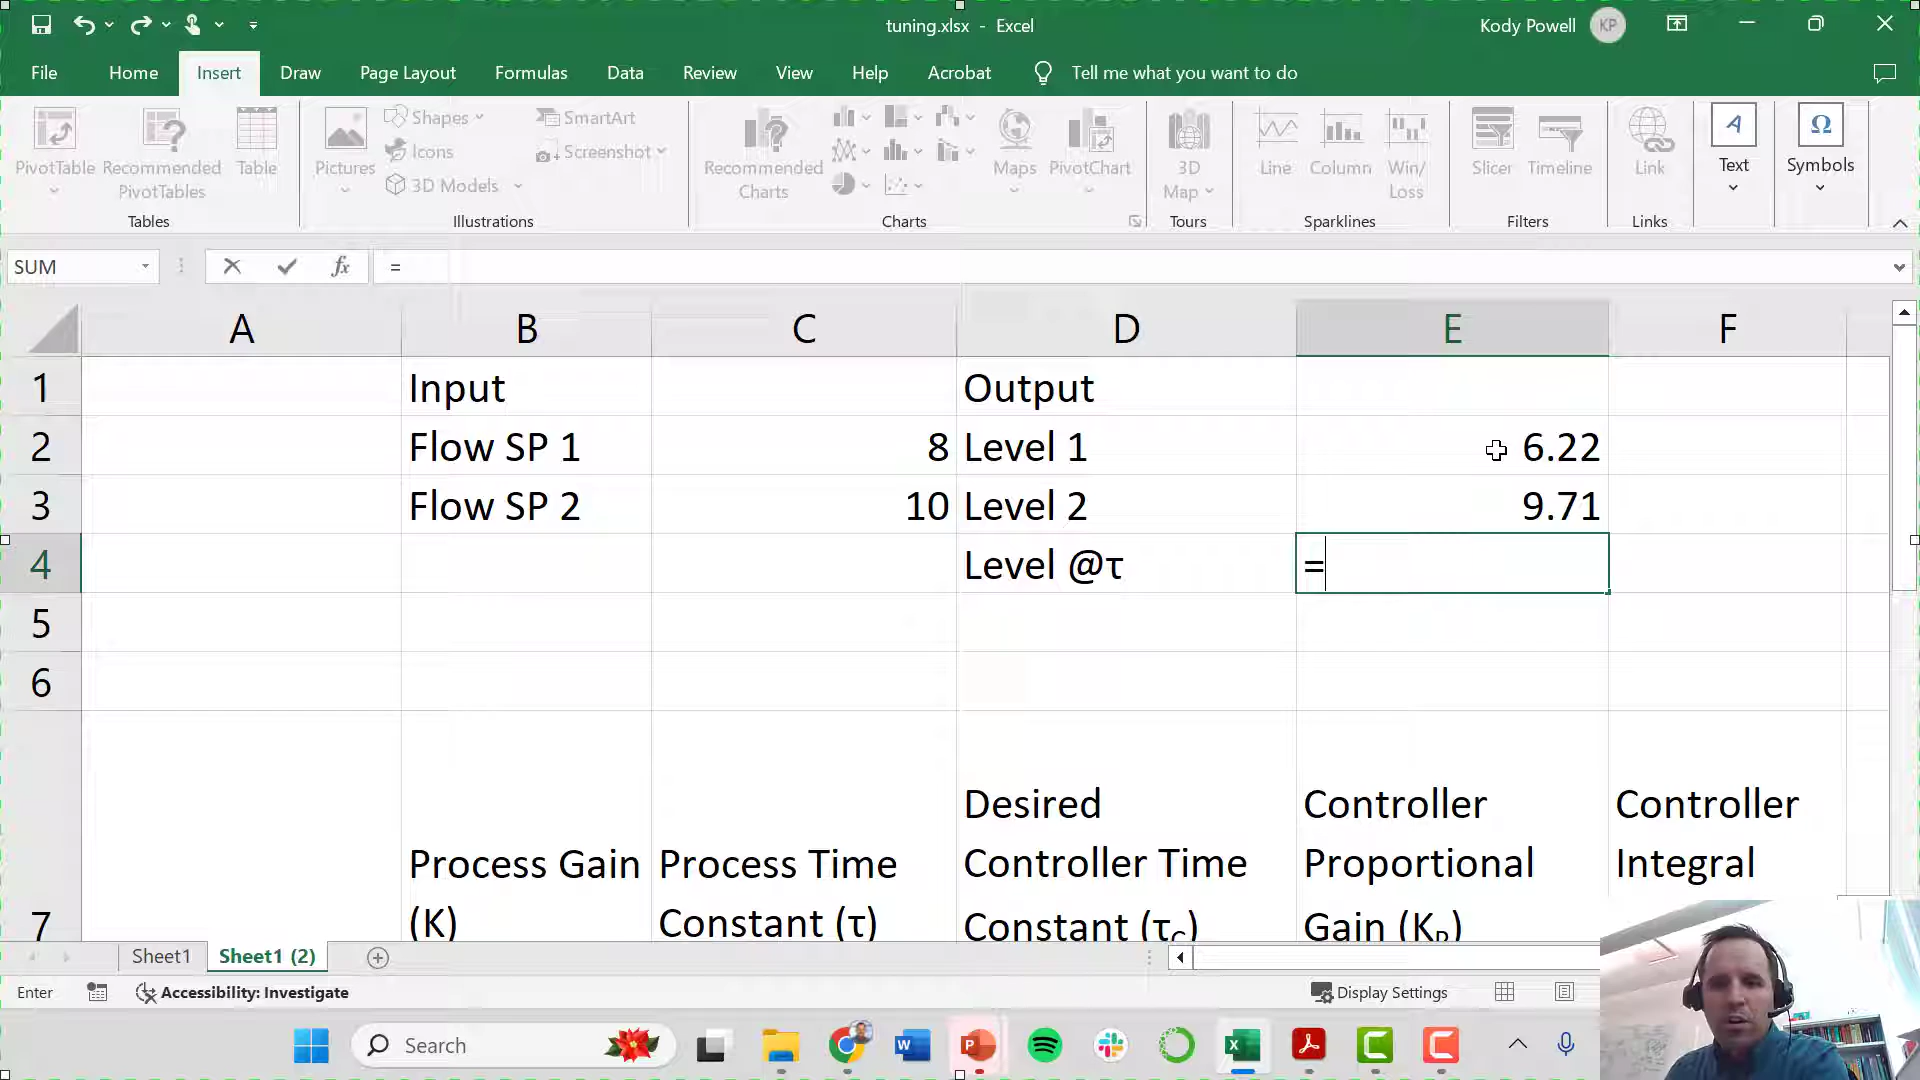 tuning.xlsx - Excel
Kody Powell
KP
File
Home
Insert
Draw
Page Layout
Formulas
Data
Review
View
Help
Acrobat
Tell me what you want to do
PivotTable
Recommended
PivotTables
Table
Tables
Pictures
Shapes
Icons
3D Models
SmartArt
Screenshot
Illustrations
Recommended
Charts
Maps
PivotChart
Charts
3D
Map
Tours
Line
Column
Win/
Loss
Sparklines
Slicer
Timeline
Filters
Link
Links
Text
Symbols
SUM
fx
=
A B C D E F
1 Input Output
2 Flow SP 1 8 Level 1 6.22
3 Flow SP 2 10 Level 2 9.71
4 Level @τ =
5
6
7
Process Gain
(K)
Process Time
Constant (τ)
Desired
Controller Time
Constant (τC)
Controller
Proportional
Gain (KP)
Controller
Integral
Sheet1
Sheet1 (2)
Enter
Accessibility: Investigate
Display Settings
Search